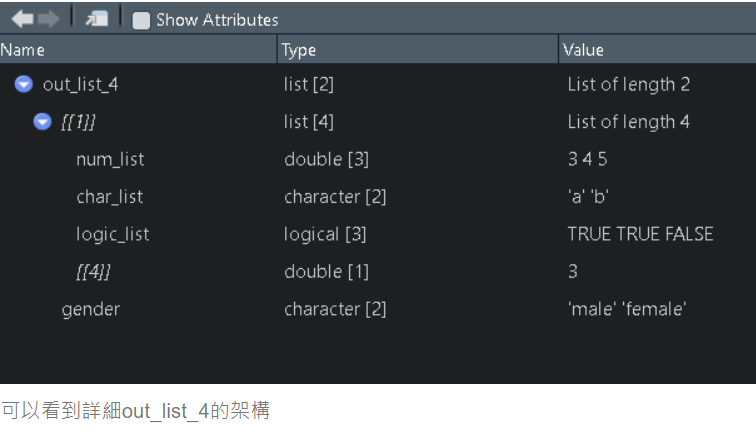 Show Attributes
Name Type Value
out_list_4 list [2] List of length 2
{[1]} list [4] List of length 4
num_list double [3] 3 4 5
char_list character [2] 'a' 'b'
logic_list logical [3] TRUE TRUE FALSE
{[4]} double [1] 3
gender character [2] 'male' 'female'
可以看到詳細out_list_4的架構